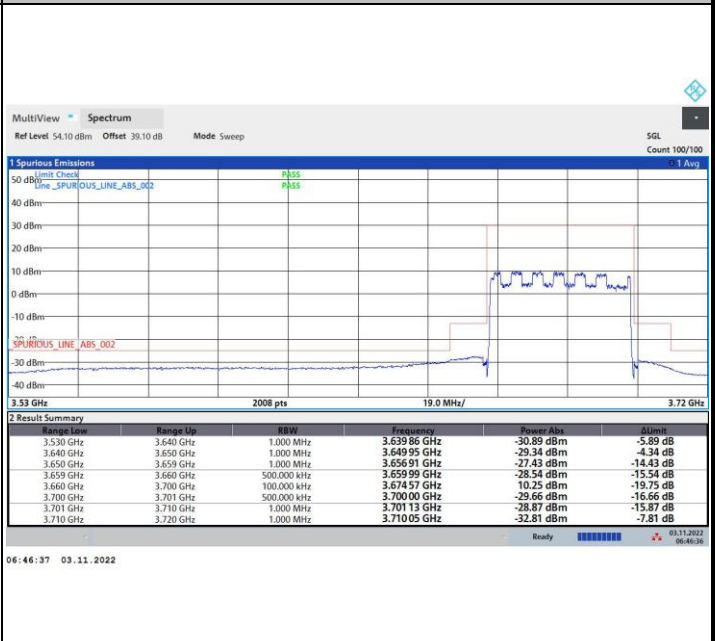 MultiView Spectrum
Ref Level 54.10 dBm Offset 39.10 dB Mode Sweep SGL
Count 100/100
1 Spurious Emissions 1 Avg
50 dBm Limit Check PASS
Line _SPURIOUS_LINE_ABS_002 PASS
40 dBm
30 dBm
20 dBm
10 dBm
0 dBm
-10 dBm
_SPURIOUS_LINE_ABS_002
-30 dBm
-40 dBm
3.53 GHz 2008 pts 19.0 MHz/ 3.72 GHz
2 Result Summary
Range Low Range Up RBW Frequency Power Abs ΔLimit
3.530 GHz 3.640 GHz 1.000 MHz 3.639 86 GHz -30.89 dBm -5.89 dB
3.640 GHz 3.650 GHz 1.000 MHz 3.649 95 GHz -29.34 dBm -4.34 dB
3.650 GHz 3.659 GHz 1.000 MHz 3.656 91 GHz -27.43 dBm -14.43 dB
3.659 GHz 3.660 GHz 500.000 kHz 3.659 99 GHz -28.54 dBm -15.54 dB
3.660 GHz 3.700 GHz 100.000 kHz 3.674 57 GHz 10.25 dBm -19.75 dB
3.700 GHz 3.701 GHz 500.000 kHz 3.700 00 GHz -29.66 dBm -16.66 dB
3.701 GHz 3.710 GHz 1.000 MHz 3.701 13 GHz -28.87 dBm -15.87 dB
3.710 GHz 3.720 GHz 1.000 MHz 3.710 05 GHz -32.81 dBm -7.81 dB
Ready 03.11.2022
06:46:36
06:46:37 03.11.2022